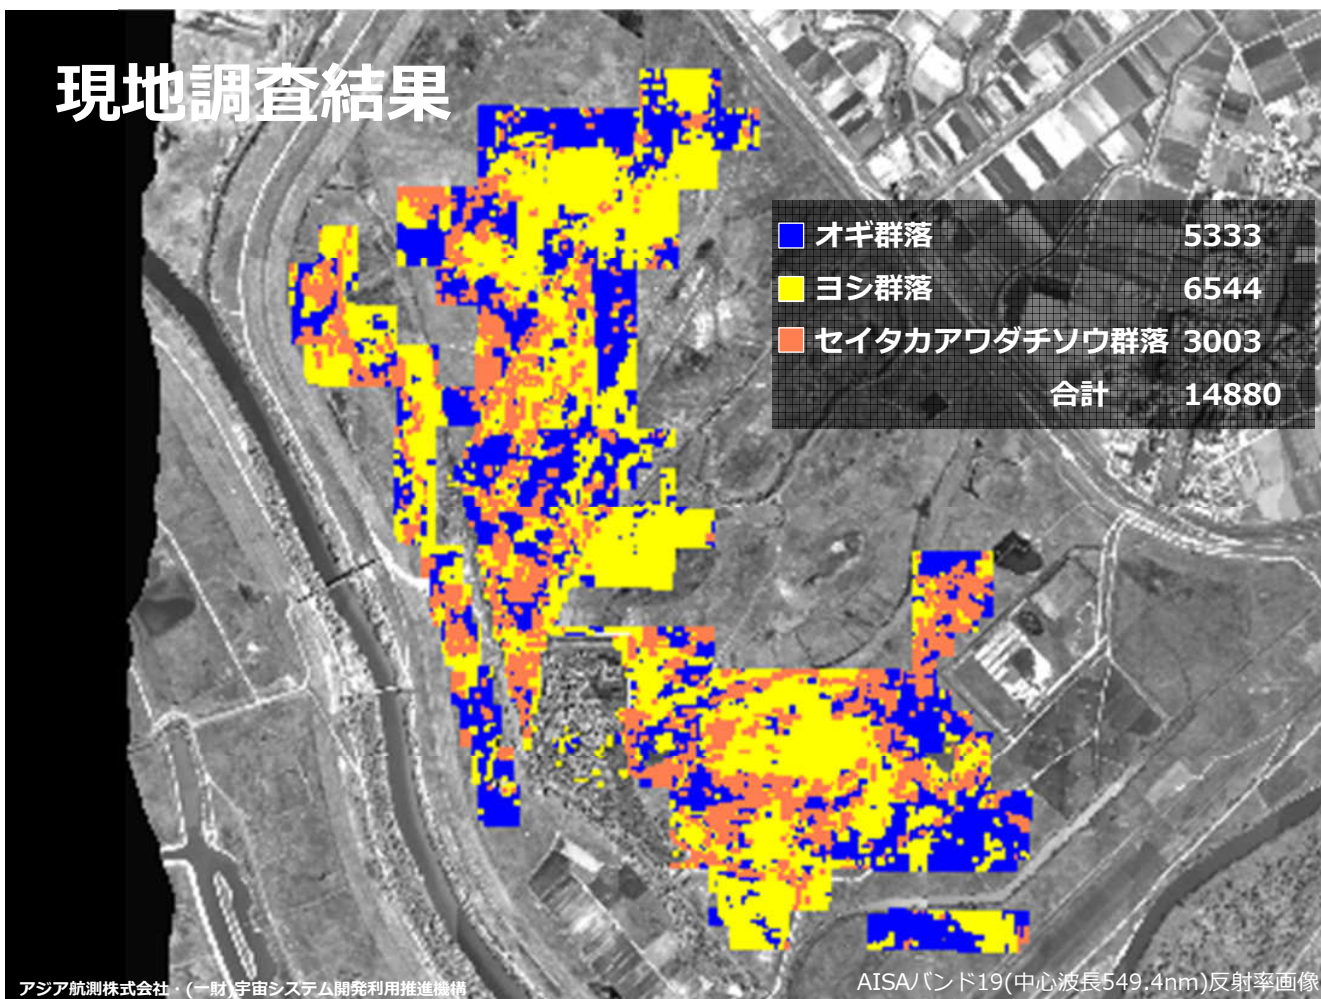 現地調査結果
オギ群落 5333
ヨシ群落 6544
セイタカアワダチソウ群落 3003
合計 14880
アジア航測株式会社・(一財)宇宙システム開発利用推進機構
AISAバンド19(中心波長549.4nm)反射率画像